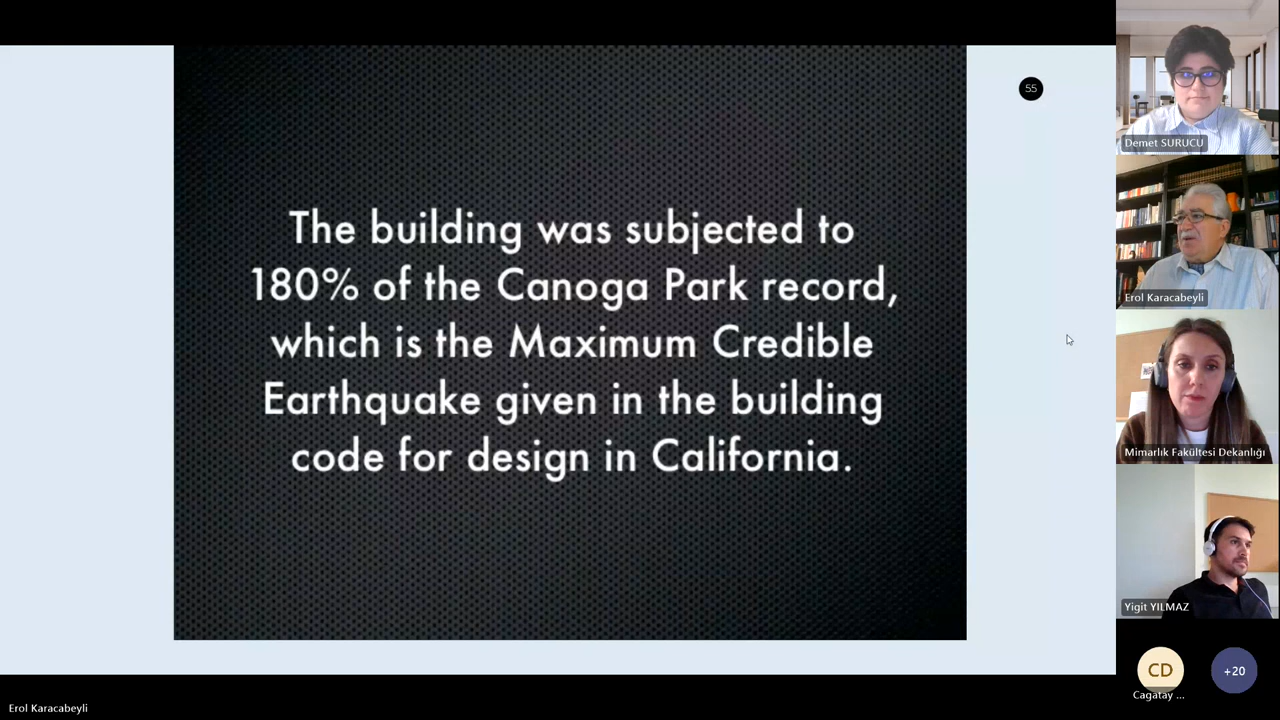 55
The building was subjected to
180% of the Canoga Park record,
which is the Maximum Credible
Earthquake given in the building
code for design in California.
Demet SURUCU
Erol Karacabeyli
Mimarlık Fakültesi Dekanlığı
Yigit YILMAZ
CD
Cagatay ...
+20
Erol Karacabeyli